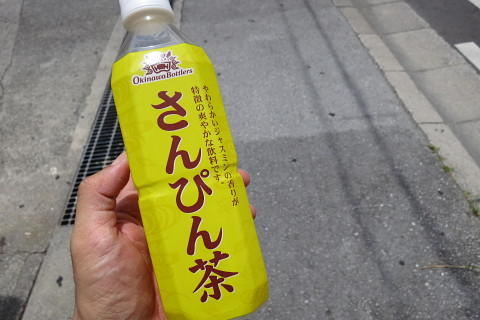 Okinawa Bottlers
やわらかいジャスミンの香りが
特徴の爽やかな飲料です。
さんぴん茶